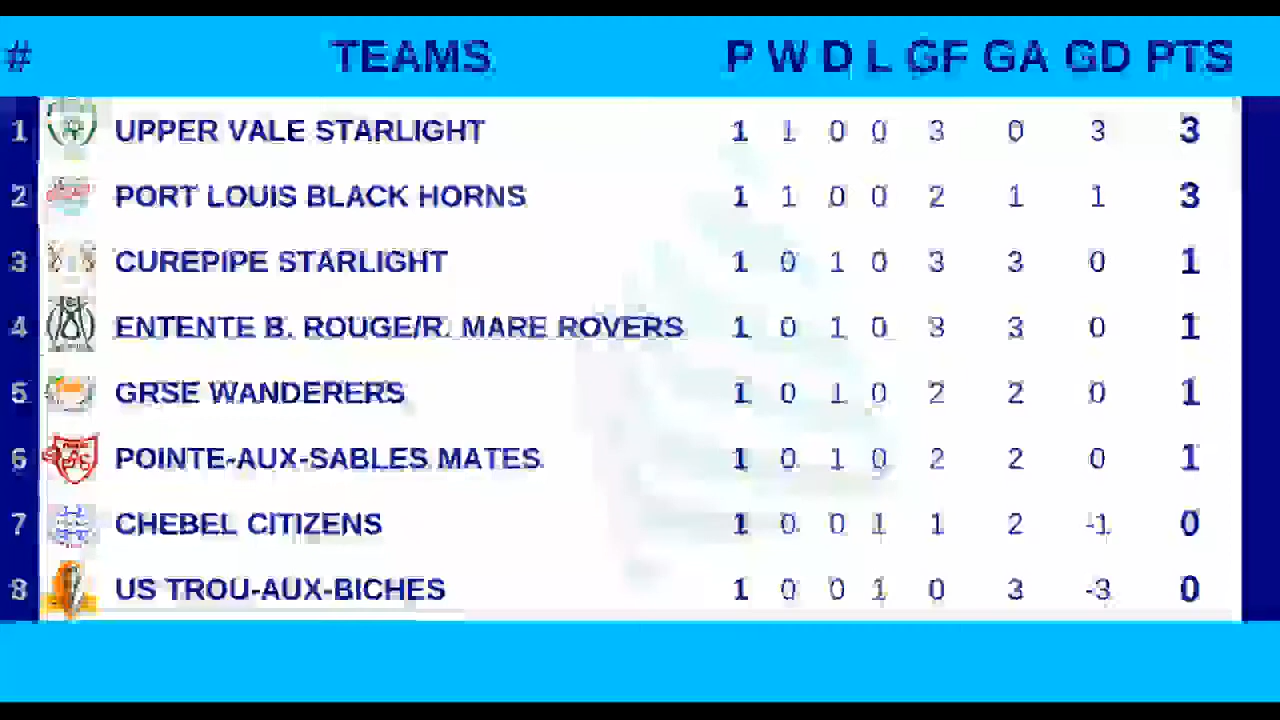 # TEAMS P W D L GF GA GD PTS
1 UPPER VALE STARLIGHT 1 1 0 0 3 0 3 3
2 PORT LOUIS BLACK HORNS 1 1 0 0 2 1 1 3
3 CUREPIPE STARLIGHT 1 0 1 0 3 3 0 1
4 ENTENTE B. ROUGE/R. MARE ROVERS 1 0 1 0 3 3 0 1
5 GRSE WANDERERS 1 0 1 0 2 2 0 1
6 POINTE-AUX-SABLES MATES 1 0 1 0 2 2 0 1
7 CHEBEL CITIZENS 1 0 0 1 1 2 -1 0
8 US TROU-AUX-BICHES 1 0 0 1 0 3 -3 0